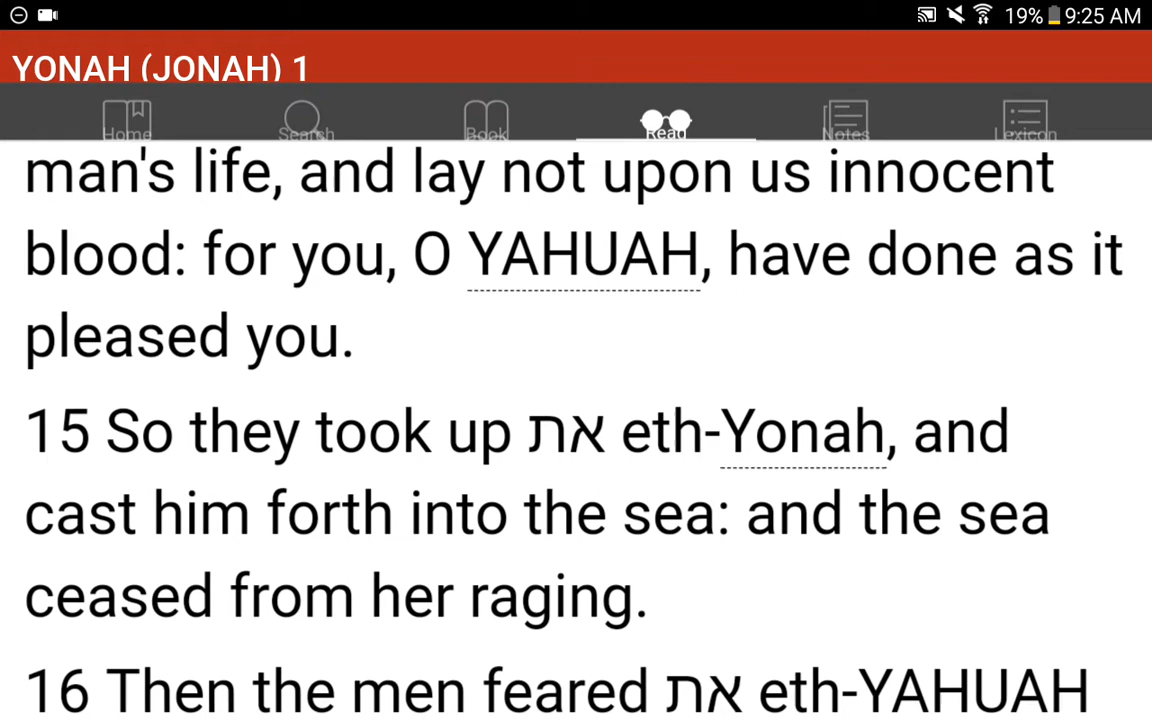 19% 9:25 AM
YONAH (JONAH) 1
Home Search Book Read Notes Lexicon
man's life, and lay not upon us innocent
blood: for you, O YAHUAH, have done as it
pleased you.
15 So they took up את eth-Yonah, and
cast him forth into the sea: and the sea
ceased from her raging.
16 Then the men feared את eth-YAHUAH